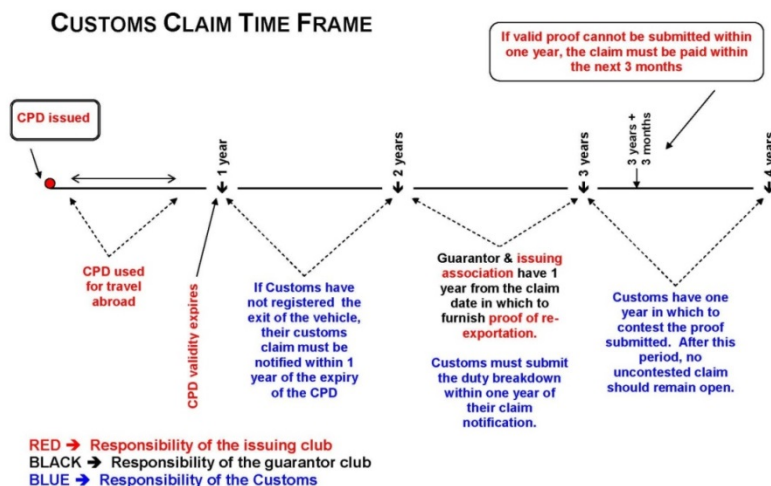 CUSTOMS CLAIM TIME FRAME
If valid proof cannot be submitted within
one year, the claim must be paid within
the next 3 months
CPD issued
1 year
2 years
3 years
3 years +
3 months
4 years
CPD used
for travel
abroad
CPD validity expires
If Customs have
not registered the
exit of the vehicle,
their customs
claim must be
notified within 1
year of the expiry
of the CPD
Guarantor & issuing
association have 1
year from the claim
date in which to
furnish proof of re-
exportation.
Customs must submit
the duty breakdown
within one year of
their claim
notification.
Customs have one
year in which to
contest the proof
submitted. After this
period, no
uncontested claim
should remain open.
RED ➔ Responsibility of the issuing club
BLACK ➔ Responsibility of the guarantor club
BLUE ➔ Responsibility of the Customs